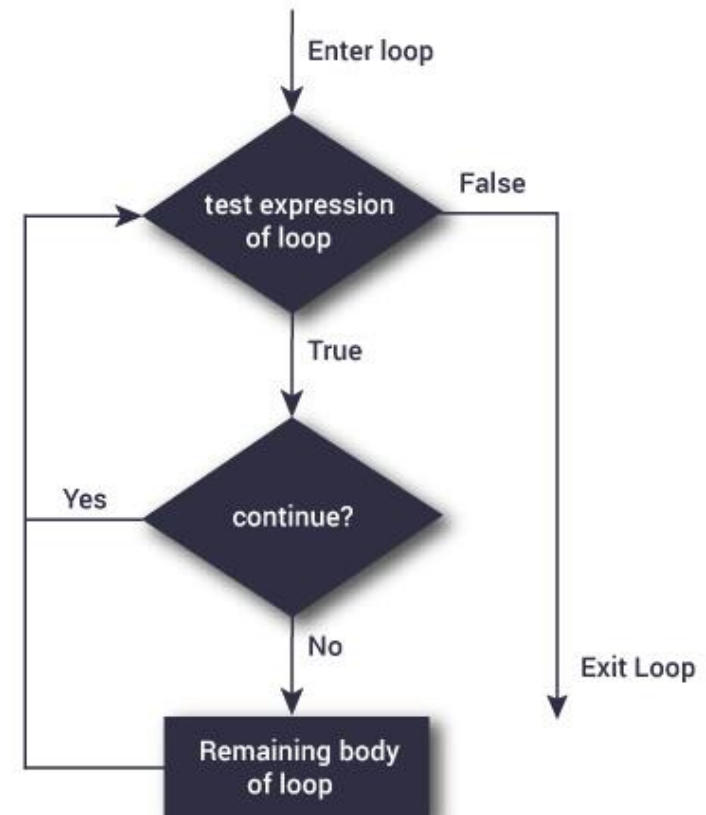 Enter loop
False
test expression
of loop
True
Yes
continue?
No
Exit Loop
Remaining body
of loop